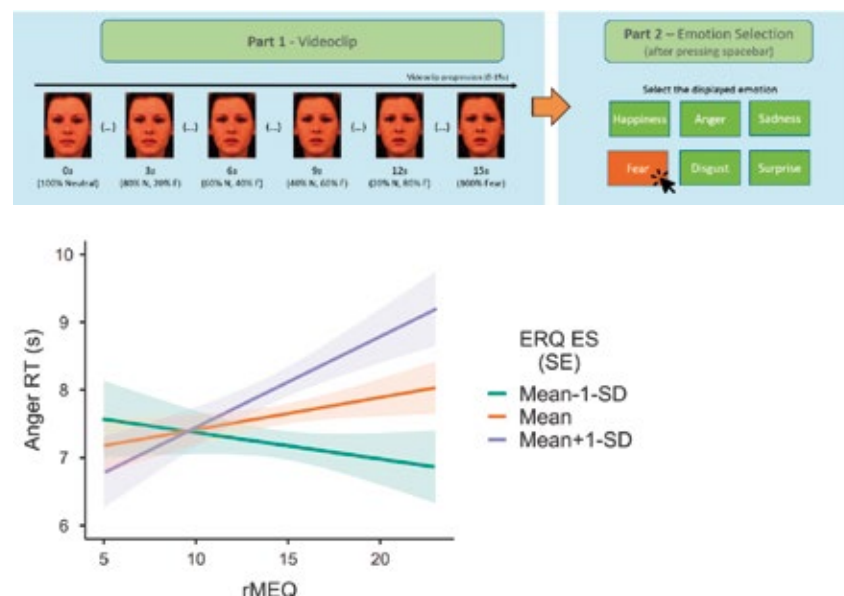 Part 1 - Videoclip
Part 2 – Emotion Selection
(after pressing spacebar)
Videoclip progression (0-15s)
Select the displayed emotion
(...) (...) (...) (...) (...)
Happiness Anger Sadness
0s 3s 6s 9s 12s 15s
(100% Neutral) (80% N, 20% F) (60% N, 40% F) (40% N, 60% F) (20% N, 80% F)
Fear Disgust Surprise
10
9
8
7
6
5 10 15 20
Anger RT (s)
rMEQ
ERQ ES
(SE)
Mean-1-SD
Mean
Mean+1-SD